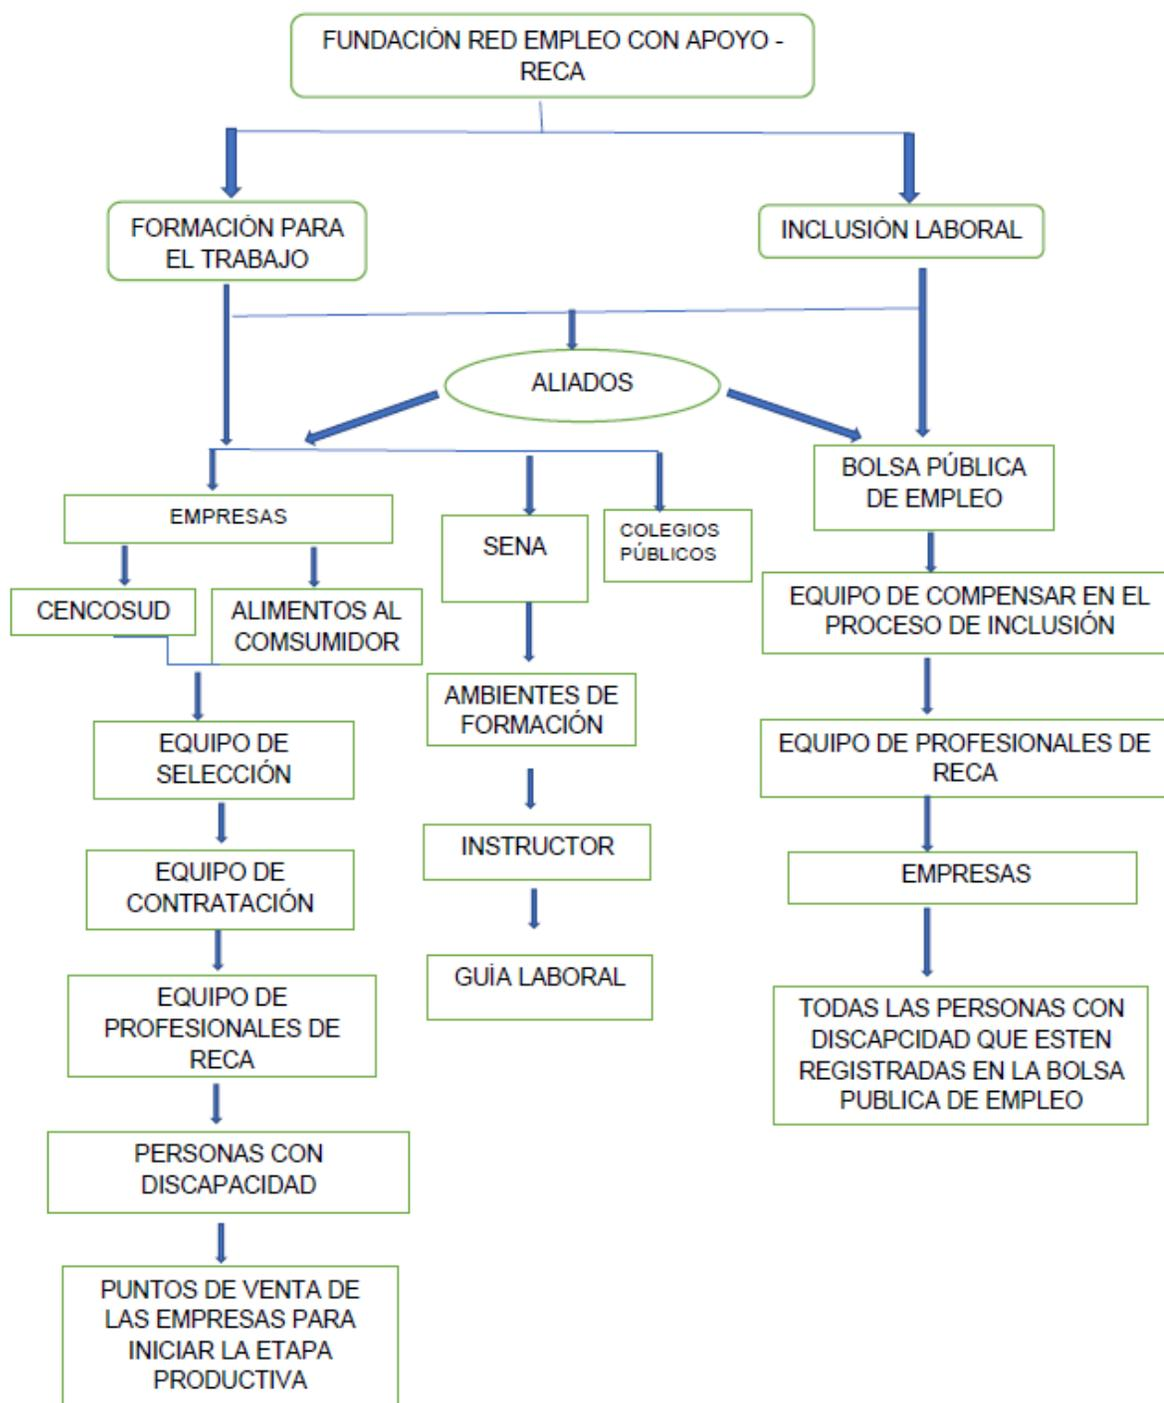 FUNDACIÓN RED EMPLEO CON APOYO -
RECA
FORMACIÓN PARA
EL TRABAJO
INCLUSIÓN LABORAL
ALIADOS
EMPRESAS
SENA
COLEGIOS
PÚBLICOS
BOLSA PÚBLICA
DE EMPLEO
CENCOSUD
ALIMENTOS AL
COMSUMIDOR
EQUIPO DE COMPENSAR EN EL
PROCESO DE INCLUSIÓN
AMBIENTES DE
FORMACIÓN
EQUIPO DE
SELECCIÓN
EQUIPO DE PROFESIONALES DE
RECA
INSTRUCTOR
EQUIPO DE
CONTRATACIÓN
EMPRESAS
GUÍA LABORAL
EQUIPO DE
PROFESIONALES DE
RECA
TODAS LAS PERSONAS CON
DISCAPCIDAD QUE ESTEN
REGISTRADAS EN LA BOLSA
PUBLICA DE EMPLEO
PERSONAS CON
DISCAPACIDAD
PUNTOS DE VENTA DE
LAS EMPRESAS PARA
INICIAR LA ETAPA
PRODUCTIVA